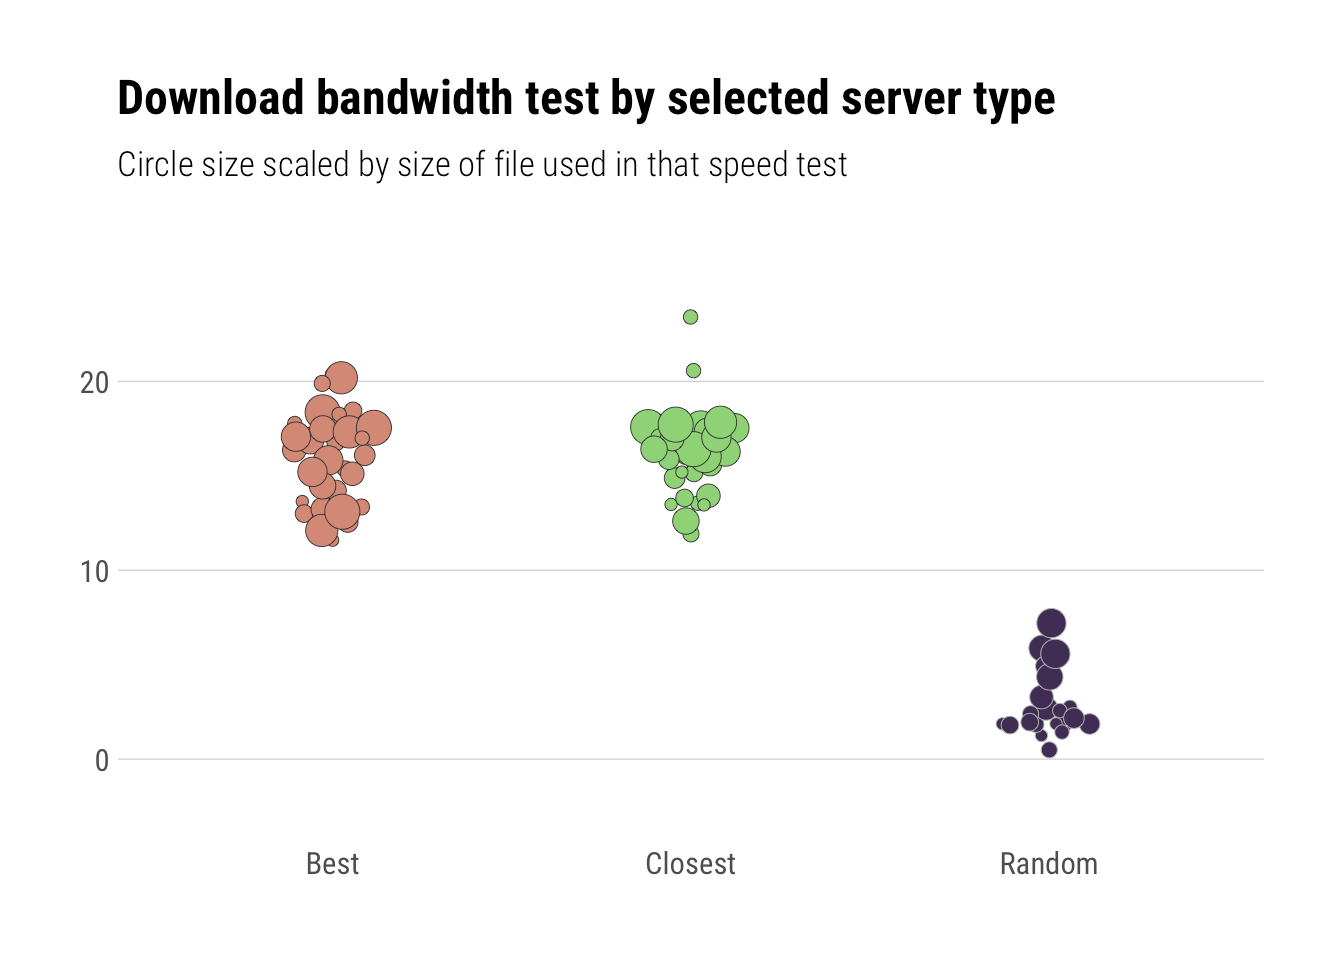 Download bandwidth test by selected server type
Circle size scaled by size of file used in that speed test
20
10
0
Best Closest Random